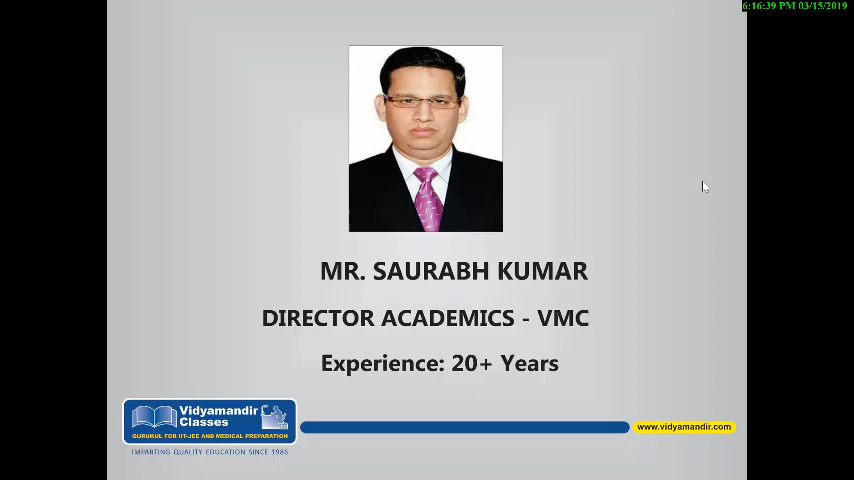 6:16:39 PM 03/15/2019
MR. SAURABH KUMAR
DIRECTOR ACADEMICS - VMC
Experience: 20+ Years
Vidyamandir
Classes
GURUKUL FOR IIT-JEE AND MEDICAL PREPARATION
IMPARTING QUALITY EDUCATION SINCE 1986
www.vidyamandir.com